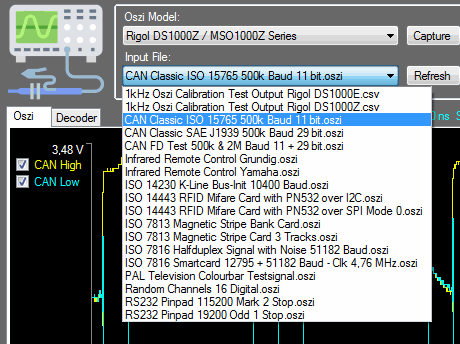 Oszi Model:
Rigol DS1000Z / MSO1000Z Series
Capture
Input File:
CAN Classic ISO 15765 500k Baud 11 bit.oszi
Refresh
Oszi
Decoder
1kHz Oszi Calibration Test Output Rigol DS1000E.csv
1kHz Oszi Calibration Test Output Rigol DS1000Z.csv
CAN Classic ISO 15765 500k Baud 11 bit.oszi
CAN Classic SAE J1939 500k Baud 29 bit.oszi
CAN FD Test 500k & 2M Baud 11 + 29 bit.oszi
Infrared Remote Control Grundig.oszi
Infrared Remote Control Yamaha.oszi
ISO 14230 K-Line Bus-Init 10400 Baud.oszi
ISO 14443 RFID Mifare Card with PN532 over I2C.oszi
ISO 14443 RFID Mifare Card with PN532 over SPI Mode 0.oszi
ISO 7813 Magnetic Stripe Bank Card.oszi
ISO 7813 Magnetic Stripe Card 3 Tracks.oszi
ISO 7816 Halfduplex Signal with Noise 51182 Baud.oszi
ISO 7816 Smartcard 12795 + 51182 Baud - Clk 4,76 MHz.oszi
PAL Television Colourbar Testsignal.oszi
Random Channels 16 Digital.oszi
RS232 Pinpad 115200 Mark 2 Stop.oszi
RS232 Pinpad 19200 Odd 1 Stop.oszi
3,48 V
CAN High
CAN Low
ns